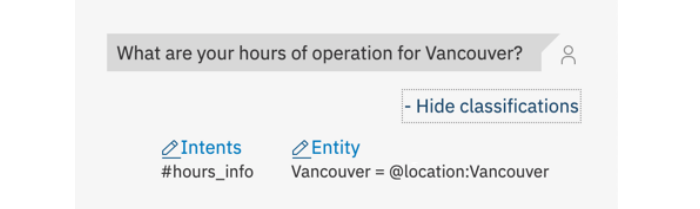 What are your hours of operation for Vancouver?
- Hide classifications
Intents Entity
#hours_info Vancouver = @location:Vancouver